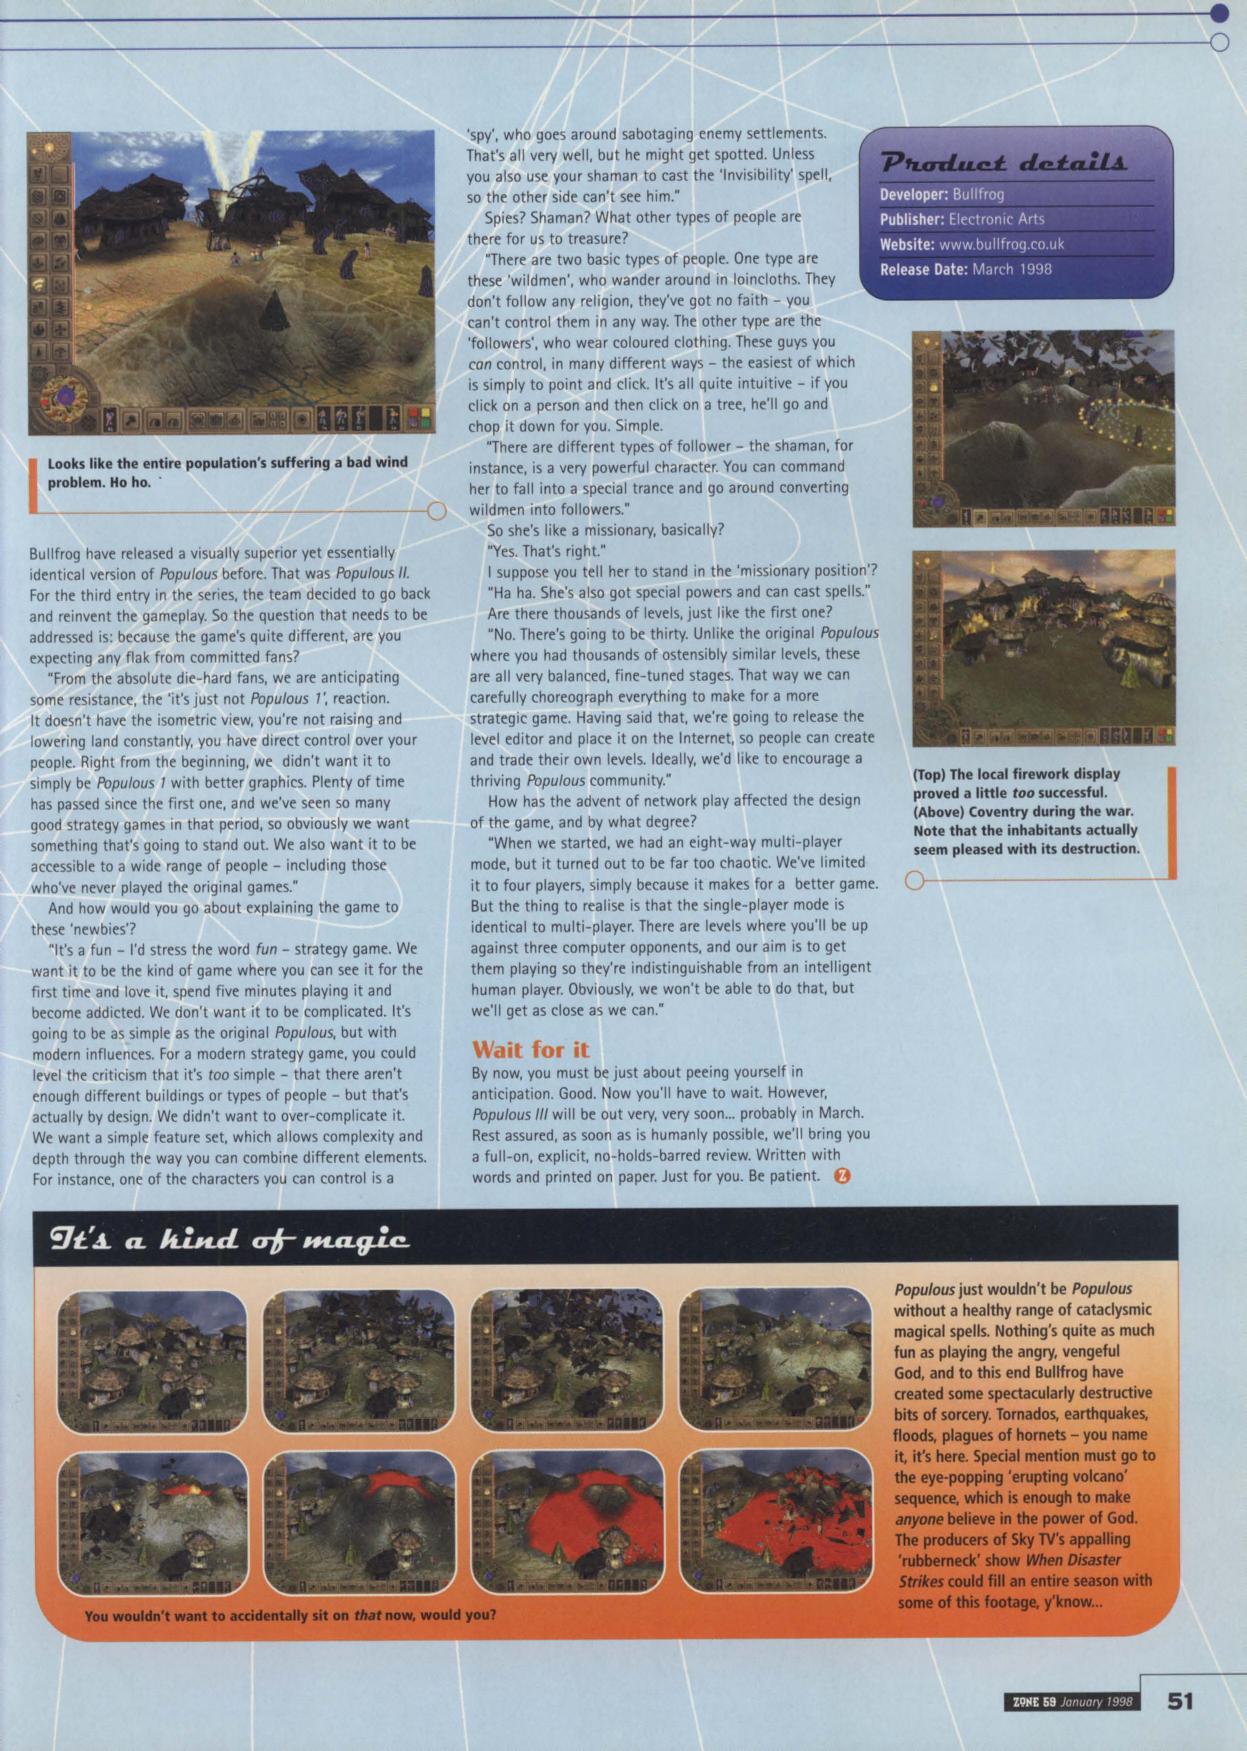 Looks like the entire population's suffering a bad wind
problem. Ho ho.
Bullfrog have released a visually superior yet essentially
identical version of Populous before. That was Populous II.
For the third entry in the series, the team decided to go back
and reinvent the gameplay. So the question that needs to be
addressed is: because the game's quite different, are you
expecting any flak from committed fans?
"From the absolute die-hard fans, we are anticipating
some resistance, the 'it's just not Populous 1', reaction.
It doesn't have the isometric view, you're not raising and
lowering land constantly, you have direct control over your
people. Right from the beginning, we didn't want it to
simply be Populous 1 with better graphics. Plenty of time
has passed since the first one, and we've seen so many
good strategy games in that period, so obviously we want
something that's going to stand out. We also want it to be
accessible to a wide range of people – including those
who've never played the original games."
And how would you go about explaining the game to
these 'newbies'?
"It's a fun – I'd stress the word fun – strategy game. We
want it to be the kind of game where you can see it for the
first time and love it, spend five minutes playing it and
become addicted. We don't want it to be complicated. It's
going to be as simple as the original Populous, but with
modern influences. For a modern strategy game, you could
level the criticism that it's too simple – that there aren't
enough different buildings or types of people – but that's
actually by design. We didn't want to over-complicate it.
We want a simple feature set, which allows complexity and
depth through the way you can combine different elements.
For instance, one of the characters you can control is a
'spy', who goes around sabotaging enemy settlements.
That's all very well, but he might get spotted. Unless
you also use your shaman to cast the 'Invisibility' spell,
so the other side can't see him."
Spies? Shaman? What other types of people are
there for us to treasure?
"There are two basic types of people. One type are
these 'wildmen', who wander around in loincloths. They
don't follow any religion, they've got no faith – you
can't control them in any way. The other type are the
'followers', who wear coloured clothing. These guys you
can control, in many different ways – the easiest of which
is simply to point and click. It's all quite intuitive – if you
click on a person and then click on a tree, he'll go and
chop it down for you. Simple.
"There are different types of follower – the shaman, for
instance, is a very powerful character. You can command
her to fall into a special trance and go around converting
wildmen into followers."
So she's like a missionary, basically?
"Yes. That's right."
I suppose you tell her to stand in the 'missionary position'?
"Ha ha. She's also got special powers and can cast spells."
Are there thousands of levels, just like the first one?
"No. There's going to be thirty. Unlike the original Populous
where you had thousands of ostensibly similar levels, these
are all very balanced, fine-tuned stages. That way we can
carefully choreograph everything to make for a more
strategic game. Having said that, we're going to release the
level editor and place it on the Internet, so people can create
and trade their own levels. Ideally, we'd like to encourage a
thriving Populous community."
How has the advent of network play affected the design
of the game, and by what degree?
"When we started, we had an eight-way multi-player
mode, but it turned out to be far too chaotic. We've limited
it to four players, simply because it makes for a better game.
But the thing to realise is that the single-player mode is
identical to multi-player. There are levels where you'll be up
against three computer opponents, and our aim is to get
them playing so they're indistinguishable from an intelligent
human player. Obviously, we won't be able to do that, but
we'll get as close as we can."
Wait for it
By now, you must be just about peeing yourself in
anticipation. Good. Now you'll have to wait. However,
Populous III will be out very, very soon... probably in March.
Rest assured, as soon as is humanly possible, we'll bring you
a full-on, explicit, no-holds-barred review. Written with
words and printed on paper. Just for you. Be patient. Z
Product details
Developer: Bullfrog
Publisher: Electronic Arts
Website: www.bullfrog.co.uk
Release Date: March 1998
(Top) The local firework display
proved a little too successful.
(Above) Coventry during the war.
Note that the inhabitants actually
seem pleased with its destruction.
It's a kind of magic
Populous just wouldn't be Populous
without a healthy range of cataclysmic
magical spells. Nothing's quite as much
fun as playing the angry, vengeful
God, and to this end Bullfrog have
created some spectacularly destructive
bits of sorcery. Tornados, earthquakes,
floods, plagues of hornets – you name
it, it's here. Special mention must go to
the eye-popping 'erupting volcano'
sequence, which is enough to make
anyone believe in the power of God.
The producers of Sky TV's appalling
'rubberneck' show When Disaster
Strikes could fill an entire season with
some of this footage, y'know...
You wouldn't want to accidentally sit on that now, would you?
ZONE 59 January 1998 51